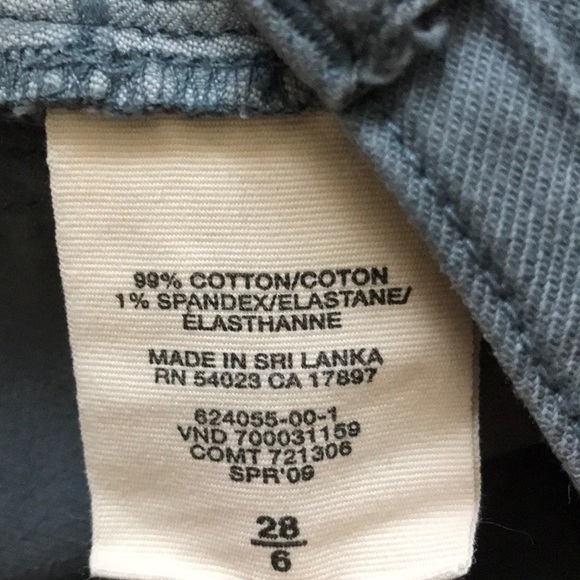 99% COTTON/COTON
1% SPANDEX/ELASTANE/
ELASTHANNE
MADE IN SRI LANKA
RN 54023 CA 17897
624055-00-1
VND 700031159
COMT 721306
SPR'09
28
6